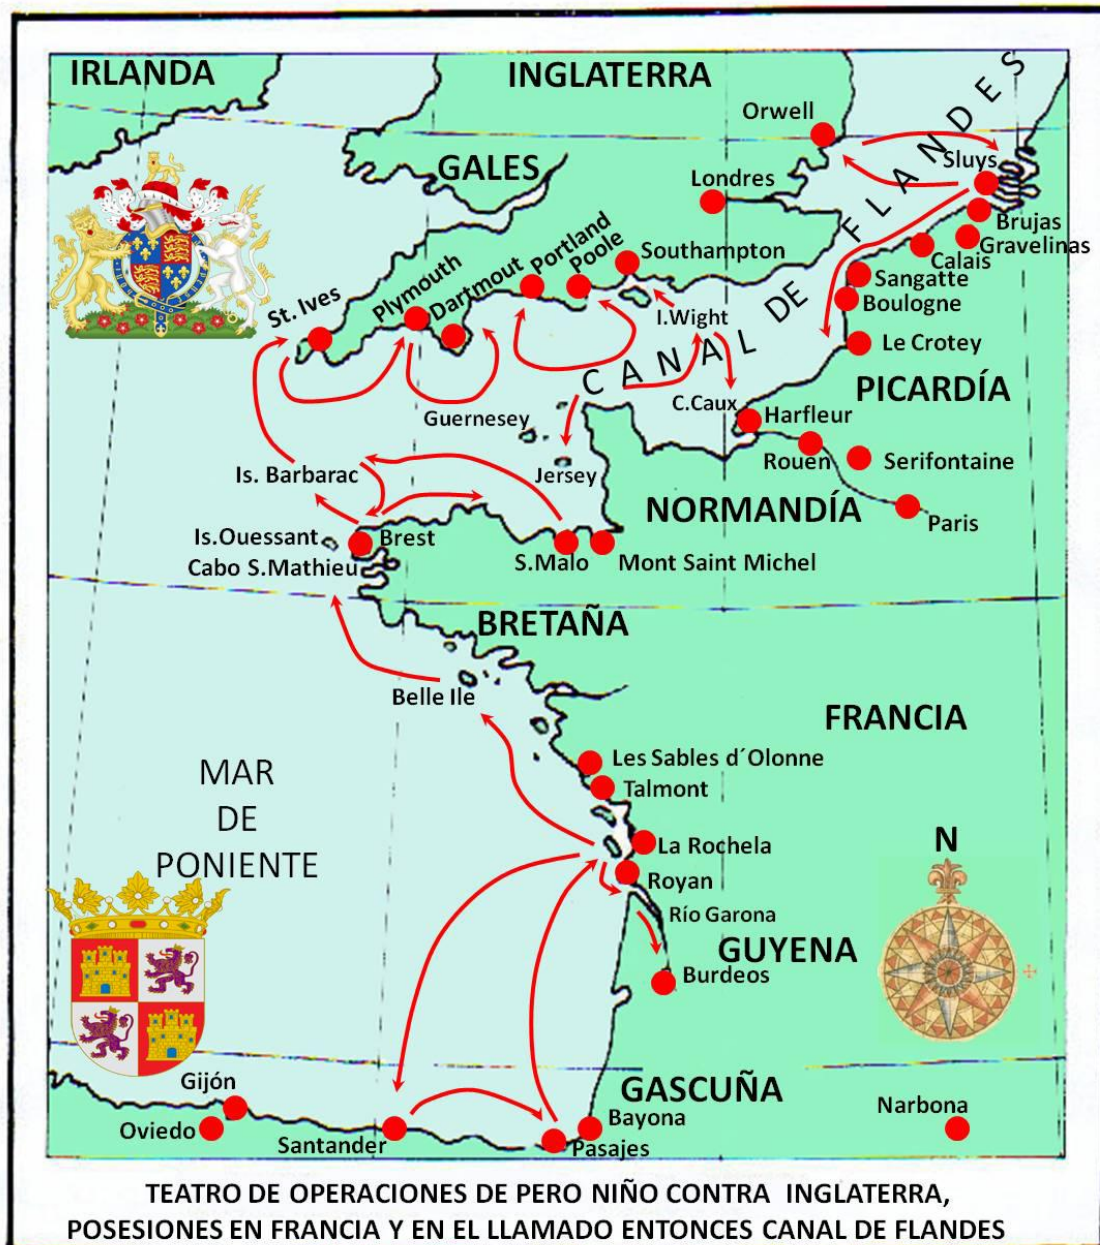 IRLANDA
INGLATERRA
Orwell
GALES
Londres
Sluys
Brujas
Gravelinas
Calais
Sangatte
Boulogne
Le Crotey
CANAL DE FLANDES
Southampton
Portland
Poole
I.Wight
Plymouth
Dartmout
St. Ives
PICARDÍA
C.Caux
Harfleur
Guernesey
Rouen
Serifontaine
Jersey
Is. Barbarac
NORMANDÍA
Paris
Is.Ouessant
Brest
Cabo S.Mathieu
S.Malo
Mont Saint Michel
BRETAÑA
Belle Ile
FRANCIA
Les Sables d´Olonne
Talmont
MAR
DE
PONIENTE
La Rochela
N
Royan
Río Garona
GUYENA
Burdeos
GASCUÑA
Gijón
Oviedo
Santander
Pasajes
Bayona
Narbona
TEATRO DE OPERACIONES DE PERO NIÑO CONTRA INGLATERRA,
POSESIONES EN FRANCIA Y EN EL LLAMADO ENTONCES CANAL DE FLANDES